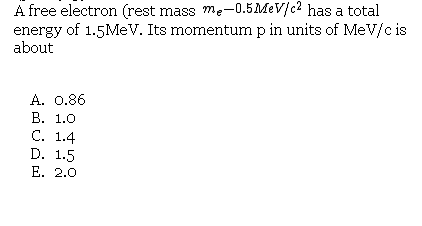 A free electron (rest mass m_e−0.5MeV/c² has a total
energy of 1.5MeV. Its momentum p in units of MeV/c is
about
A. 0.86
B. 1.0
C. 1.4
D. 1.5
E. 2.0